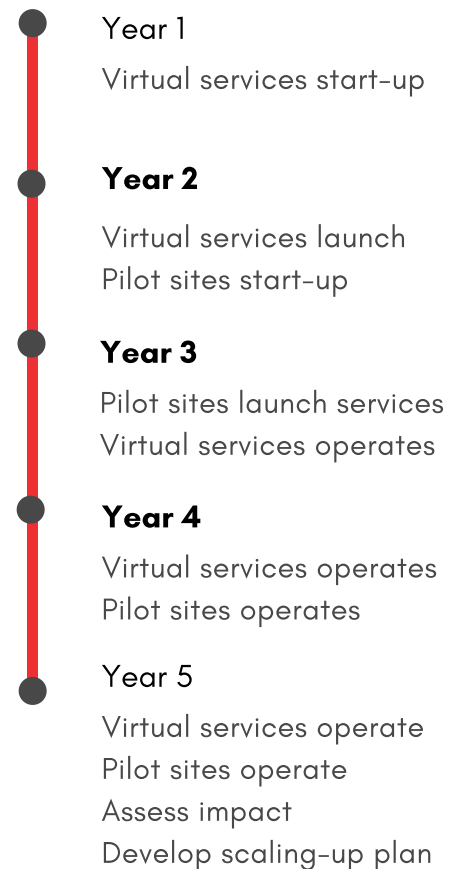 Year 1
Virtual services start-up
Year 2
Virtual services launch
Pilot sites start-up
Year 3
Pilot sites launch services
Virtual services operates
Year 4
Virtual services operates
Pilot sites operates
Year 5
Virtual services operate
Pilot sites operate
Assess impact
Develop scaling-up plan